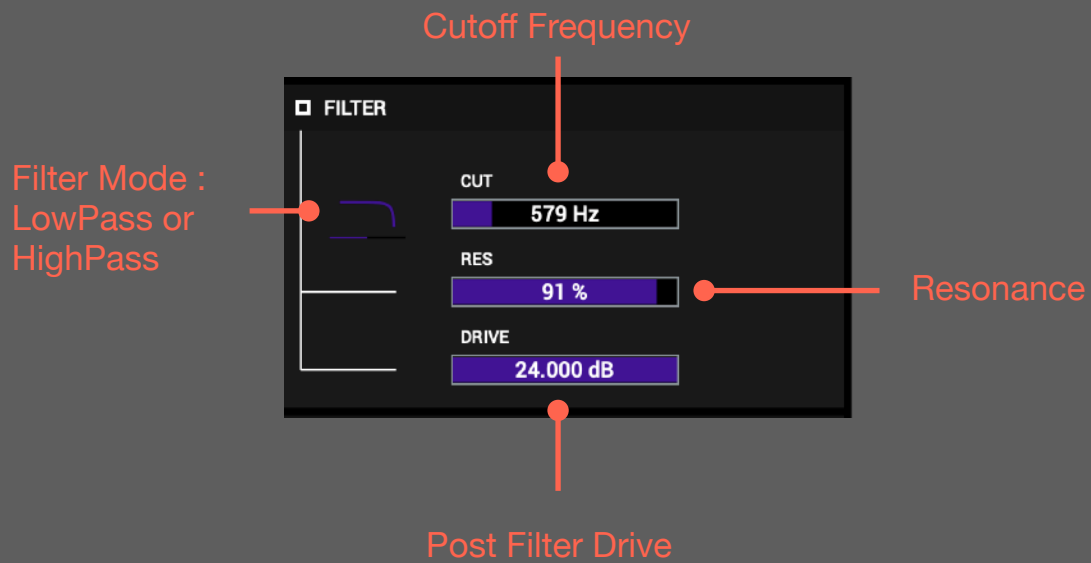 Cutoff Frequency
FILTER
Filter Mode :
LowPass or
HighPass
CUT
579 Hz
RES
91 %
Resonance
DRIVE
24.000 dB
Post Filter Drive